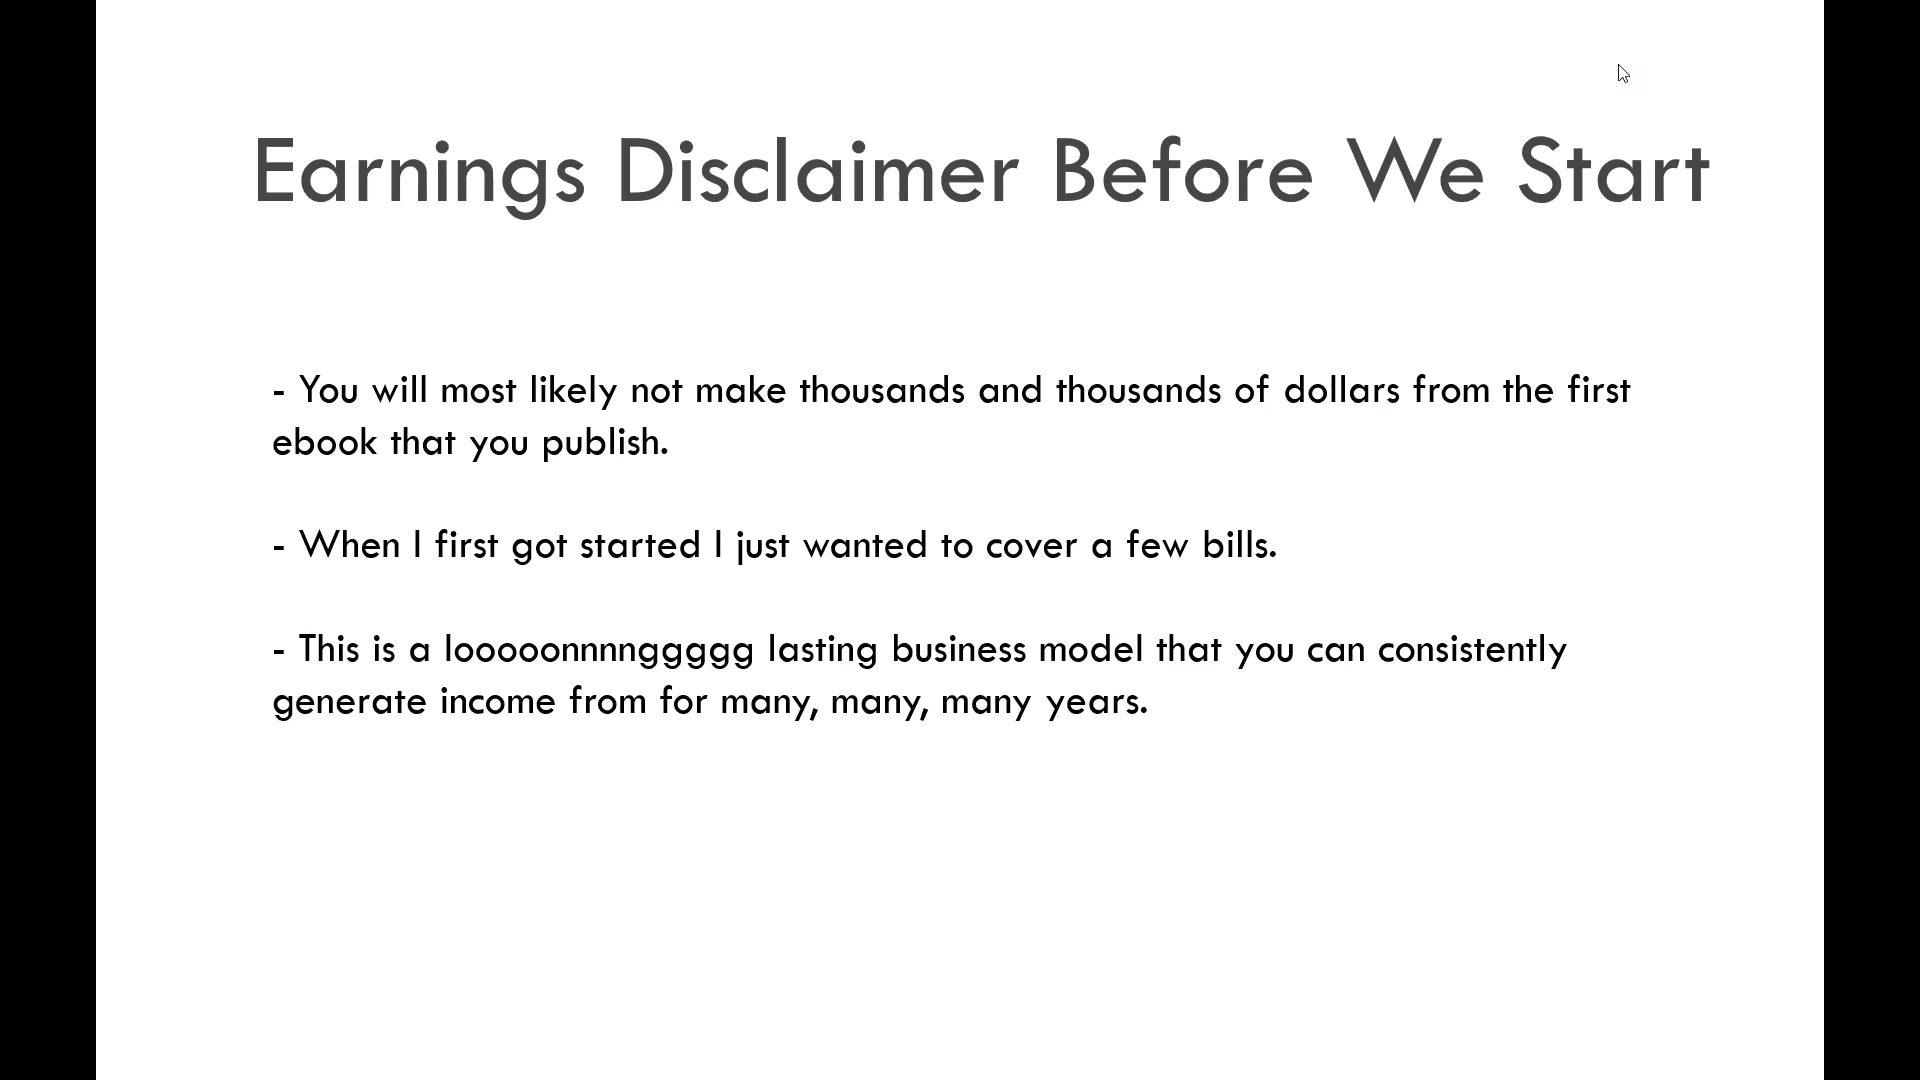 Earnings Disclaimer Before We Start
- You will most likely not make thousands and thousands of dollars from the first
ebook that you publish.
- When I first got started I just wanted to cover a few bills.
- This is a looooonnnnggggg lasting business model that you can consistently
generate income from for many, many, many years.